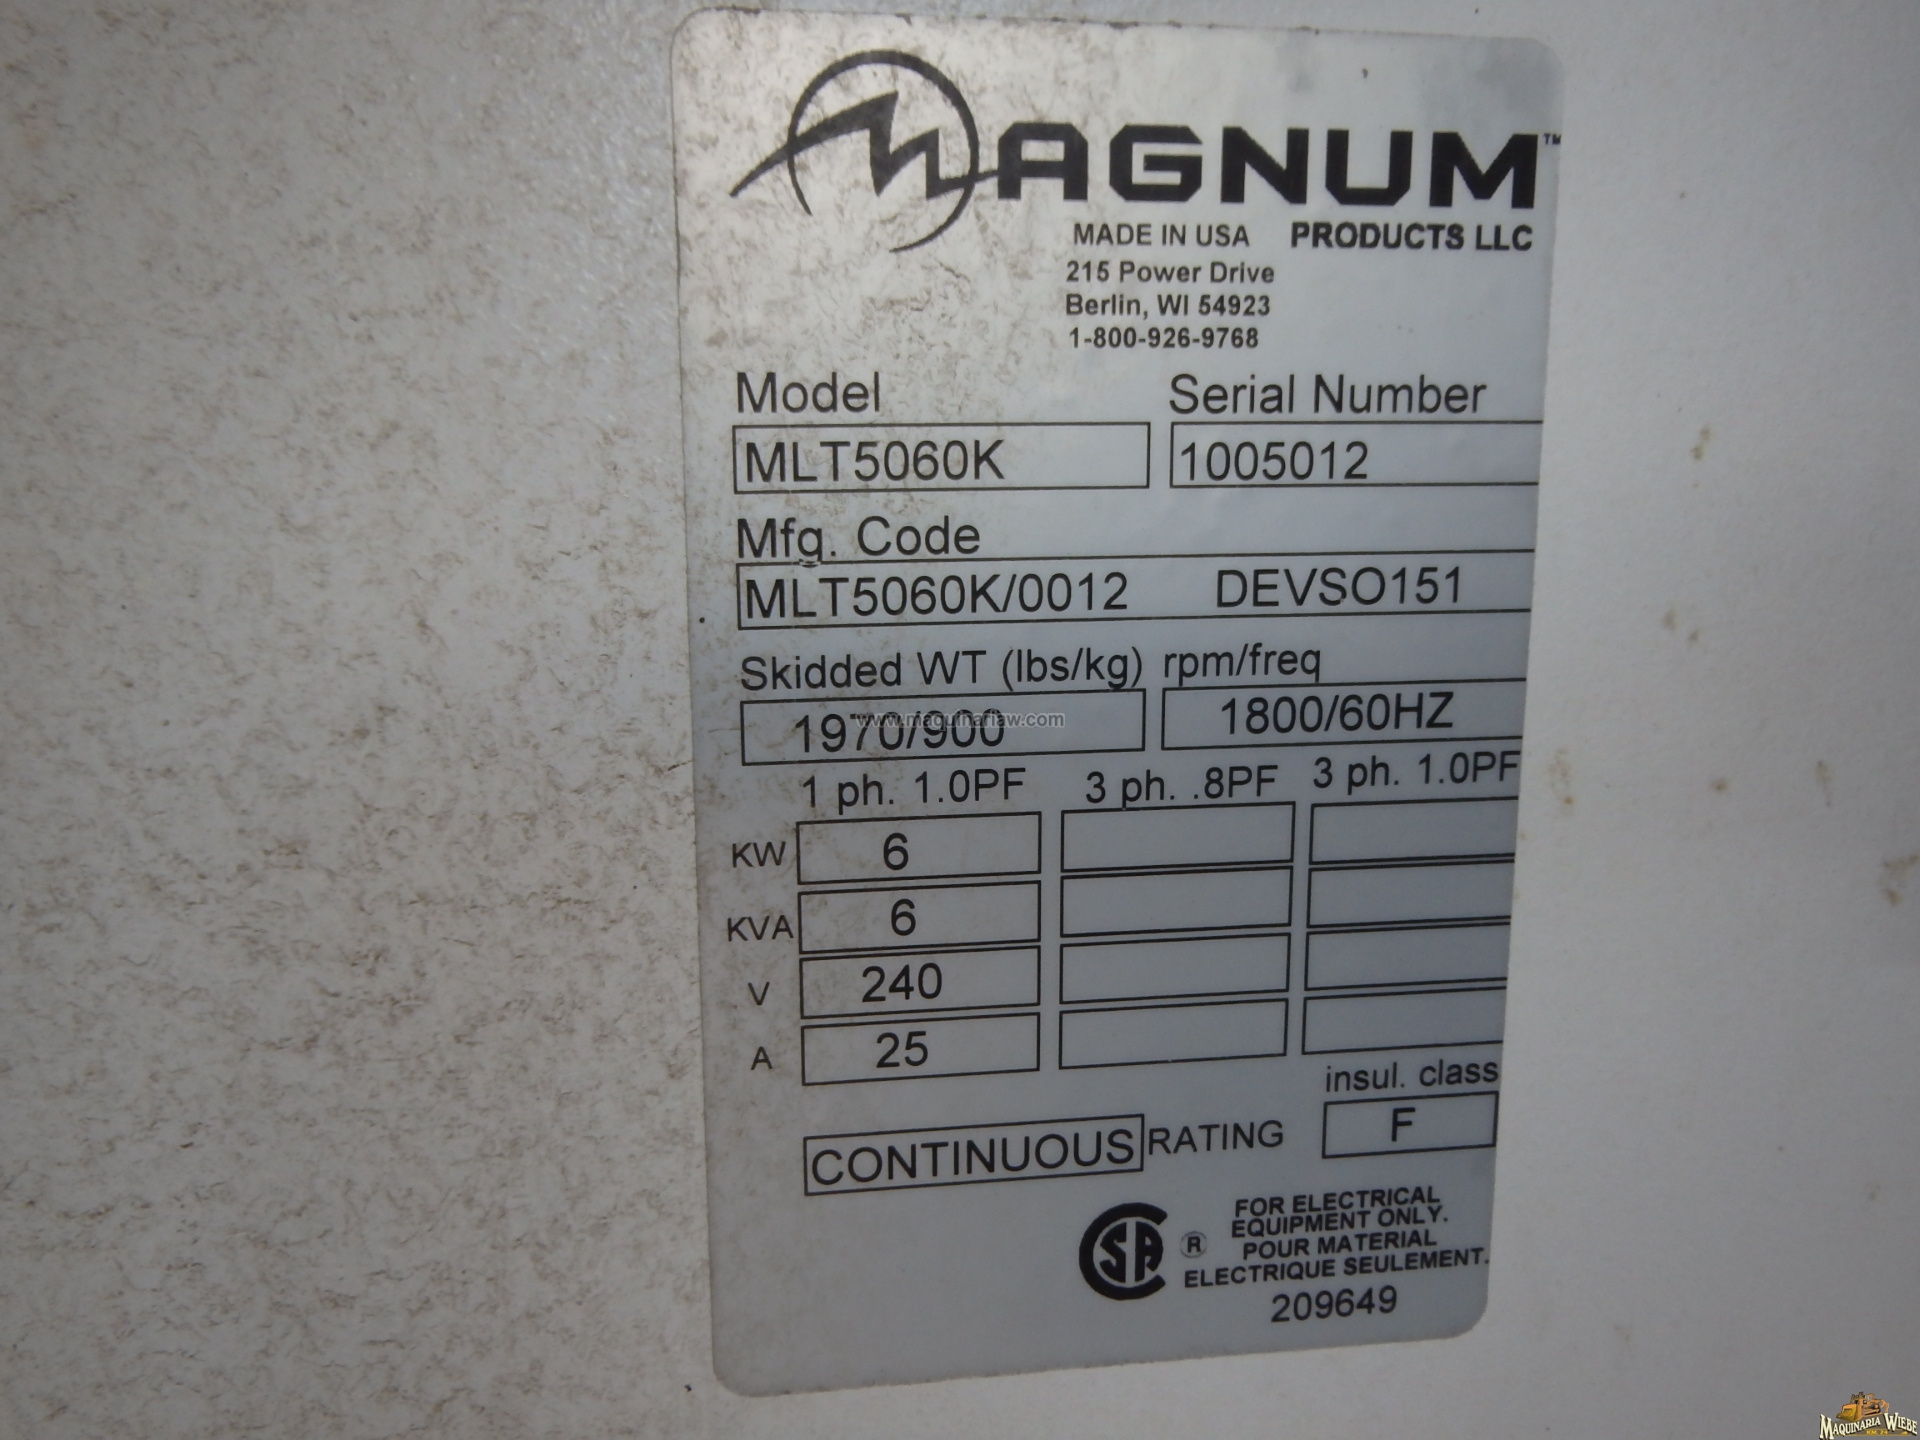 MAGNUM™
MADE IN USA PRODUCTS LLC
215 Power Drive
Berlin, WI 54923
1-800-926-9768
Model Serial Number
MLT5060K 1005012
Mfg. Code
MLT5060K/0012 DEVSO151
Skidded WT (lbs/kg) rpm/freq
1970/900 1800/60HZ
www.maquinariaw.com
1 ph. 1.0PF 3 ph. .8PF 3 ph. 1.0PF
KW 6
KVA 6
V 240
A 25
insul. class
CONTINUOUS RATING F
FOR ELECTRICAL
EQUIPMENT ONLY.
POUR MATERIAL
ELECTRIQUE SEULEMENT.
CSA ®
209649
MAQUINARIA WIEBE
KM. 24